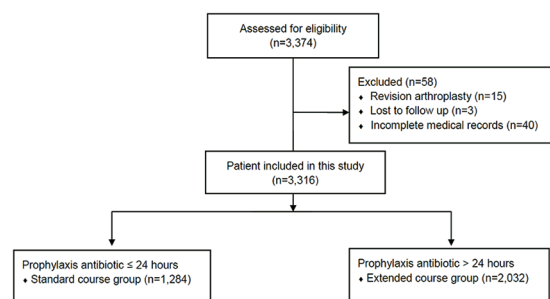 Assessed for eligibility
(n=3,374)
Excluded (n=58)
♦ Revision arthroplasty (n=15)
♦ Lost to follow up (n=3)
♦ Incomplete medical records (n=40)
Patient included in this study
(n=3,316)
Prophylaxis antibiotic ≤ 24 hours
♦ Standard course group (n=1,284)
Prophylaxis antibiotic > 24 hours
♦ Extended course group (n=2,032)